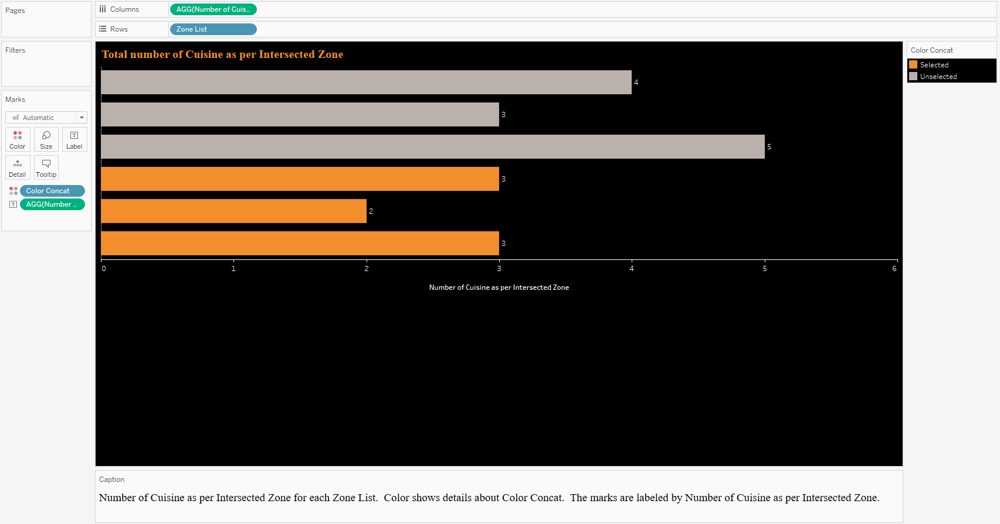 Pages
Columns
AGG(Number of Cuis..
Rows
Zone List
Filters
Marks
Automatic
Color
Size
Label
Detail
Tooltip
Color Concat
AGG(Number ..
Total number of Cuisine as per Intersected Zone
4
3
5
3
2
3
0 1 2 3 4 5 6
Number of Cuisine as per Intersected Zone
Color Concat
Selected
Unselected
Caption
Number of Cuisine as per Intersected Zone for each Zone List.  Color shows details about Color Concat.  The marks are labeled by Number of Cuisine as per Intersected Zone.